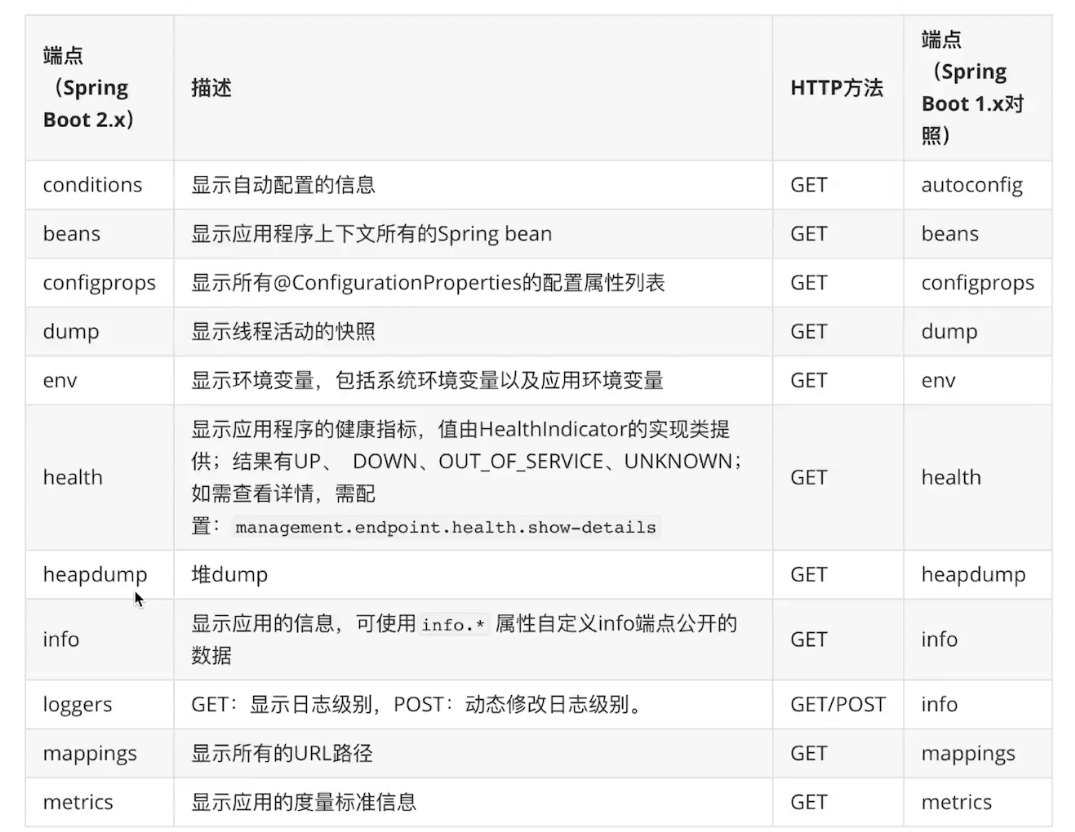 端点
（Spring
Boot 2.x）
描述
HTTP方法
端点
（Spring
Boot 1.x对
照）
conditions 显示自动配置的信息 GET autoconfig
beans 显示应用程序上下文所有的Spring bean GET beans
configprops 显示所有@ConfigurationProperties的配置属性列表 GET configprops
dump 显示线程活动的快照 GET dump
env 显示环境变量，包括系统环境变量以及应用环境变量 GET env
health
显示应用程序的健康指标，值由HealthIndicator的实现类提
供；结果有UP、 DOWN、OUT_OF_SERVICE、UNKNOWN；
如需查看详情，需配
置： management.endpoint.health.show-details
GET
health
heapdump 堆dump GET heapdump
info
显示应用的信息，可使用 info.* 属性自定义info端点公开的
数据
GET
info
loggers GET：显示日志级别，POST：动态修改日志级别。 GET/POST info
mappings 显示所有的URL路径 GET mappings
metrics 显示应用的度量标准信息 GET metrics